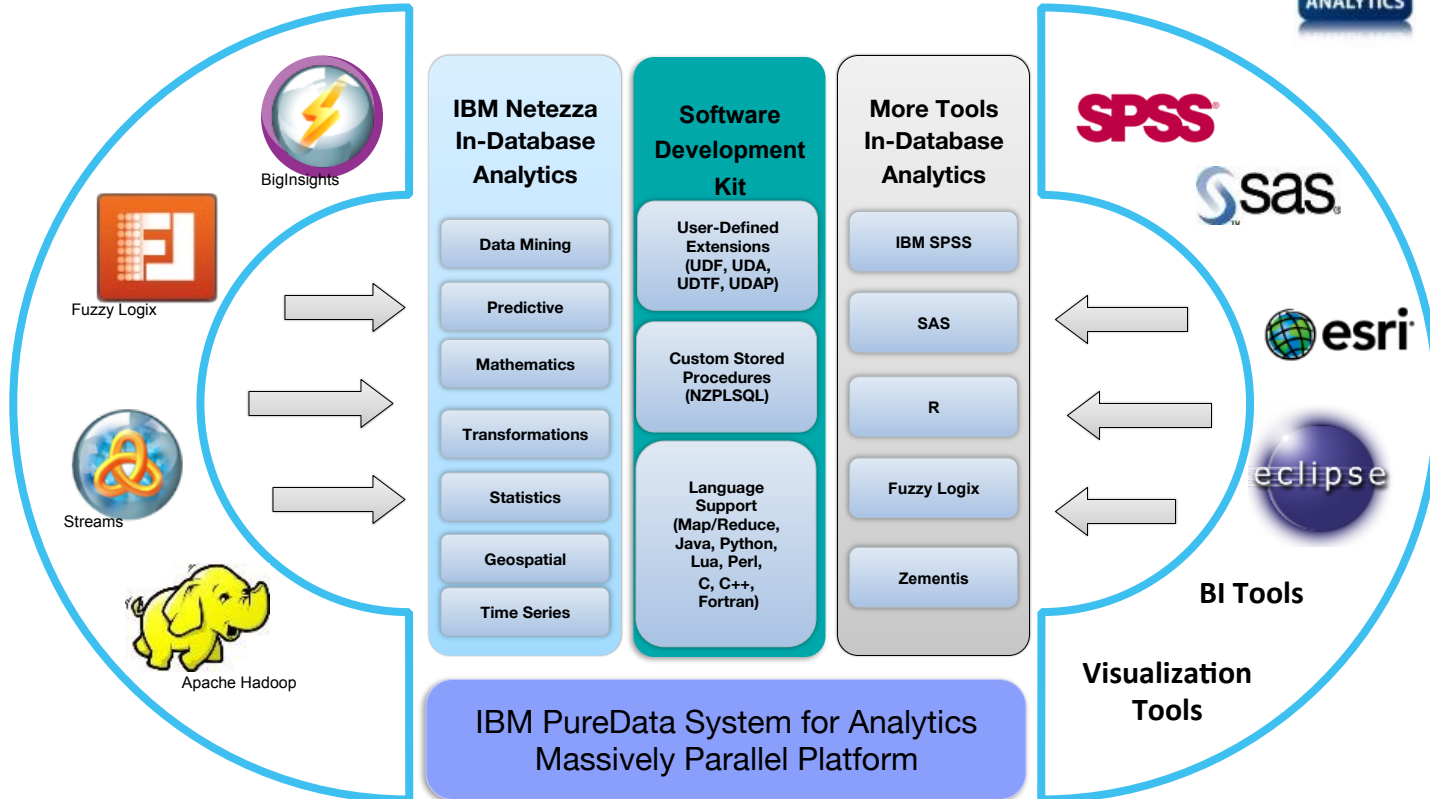 ANALYTICS
BigInsights
Fuzzy Logix
Streams
Apache Hadoop
IBM Netezza
In-Database
Analytics
Data Mining
Predictive
Mathematics
Transformations
Statistics
Geospatial
Time Series
Software
Development
Kit
User-Defined
Extensions
(UDF, UDA,
UDTF, UDAP)
Custom Stored
Procedures
(NZPLSQL)
Language
Support
(Map/Reduce,
Java, Python,
Lua, Perl,
C, C++,
Fortran)
More Tools
In-Database
Analytics
IBM SPSS
SAS
R
Fuzzy Logix
Zementis
SPSS®
sas®
TM
esri
eclipse
BI Tools
Visualization
Tools
IBM PureData System for Analytics
Massively Parallel Platform